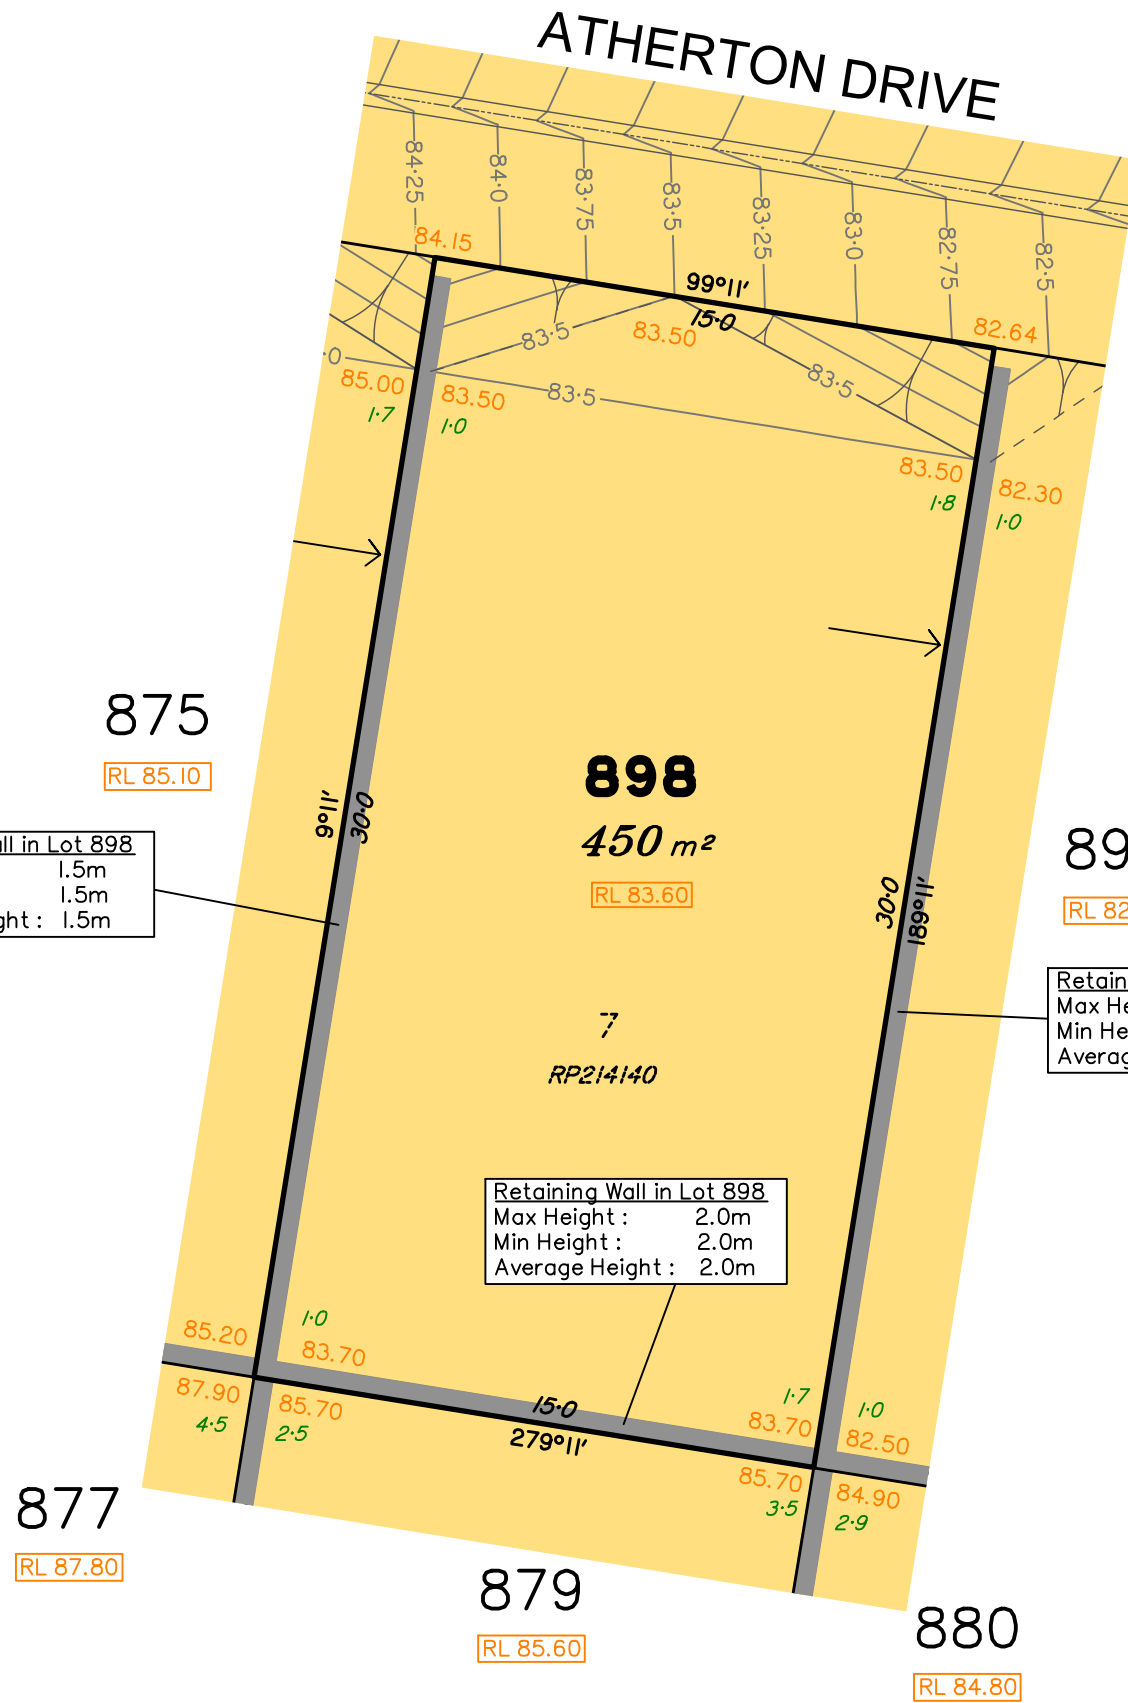 ATHERTON DRIVE
84·25
84·0
83·75
83·5
83·25
83·0
82·75
82·5
84.15
99°11'
15·0
82.64
83·5
83.50
83·5
·0
85.00
83.50
83·5
1·7
1·0
83.50
82.30
1·8
1·0
875
RL 85.10
898
450 m²
RL 83.60
9°11'
30·0
all in Lot 898
1.5m
1.5m
ght : 1.5m
89
RL 82
30·0
189°11'
Retain
Max He
Min He
Averag
7
RP214140
Retaining Wall in Lot 898
Max Height : 2.0m
Min Height : 2.0m
Average Height : 2.0m
85.20
1·0
83.70
87.90
85.70
4·5
2·5
15·0
279°11'
1·7
83.70
1·0
82.50
85.70
84.90
3·5
2·9
877
RL 87.80
879
RL 85.60
880
RL 84.80